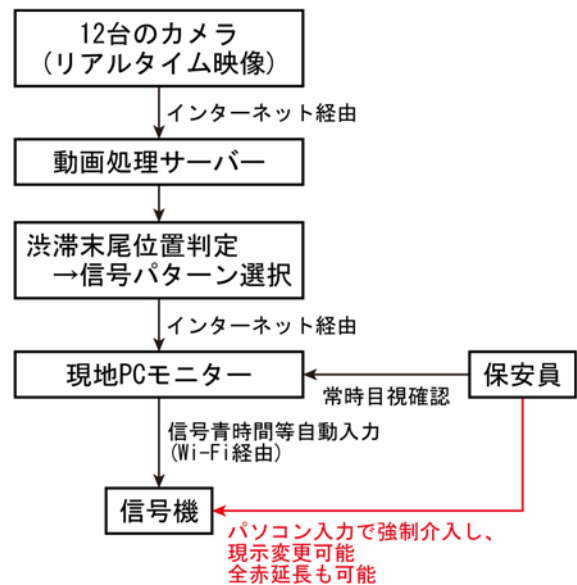 12台のカメラ
(リアルタイム映像)
インターネット経由
動画処理サーバー
渋滞末尾位置判定
→信号パターン選択
インターネット経由
現地PCモニター
保安員
常時目視確認
信号青時間等自動入力
(Wi-Fi経由)
信号機
パソコン入力で強制介入し、
現示変更可能
全赤延長も可能